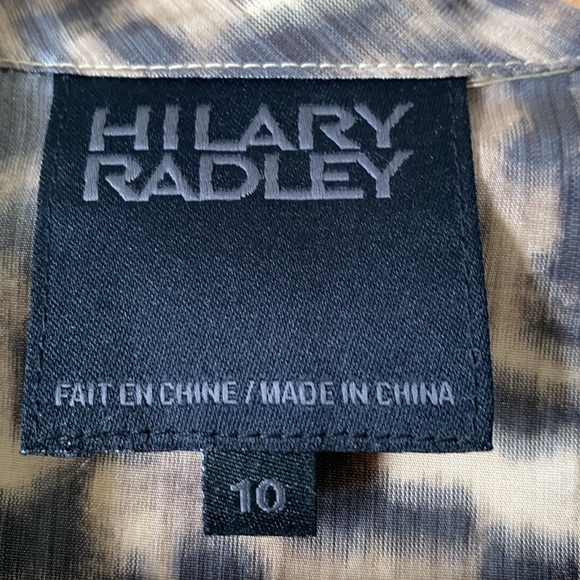 HILARY
RADLEY
FAIT EN CHINE / MADE IN CHINA
10